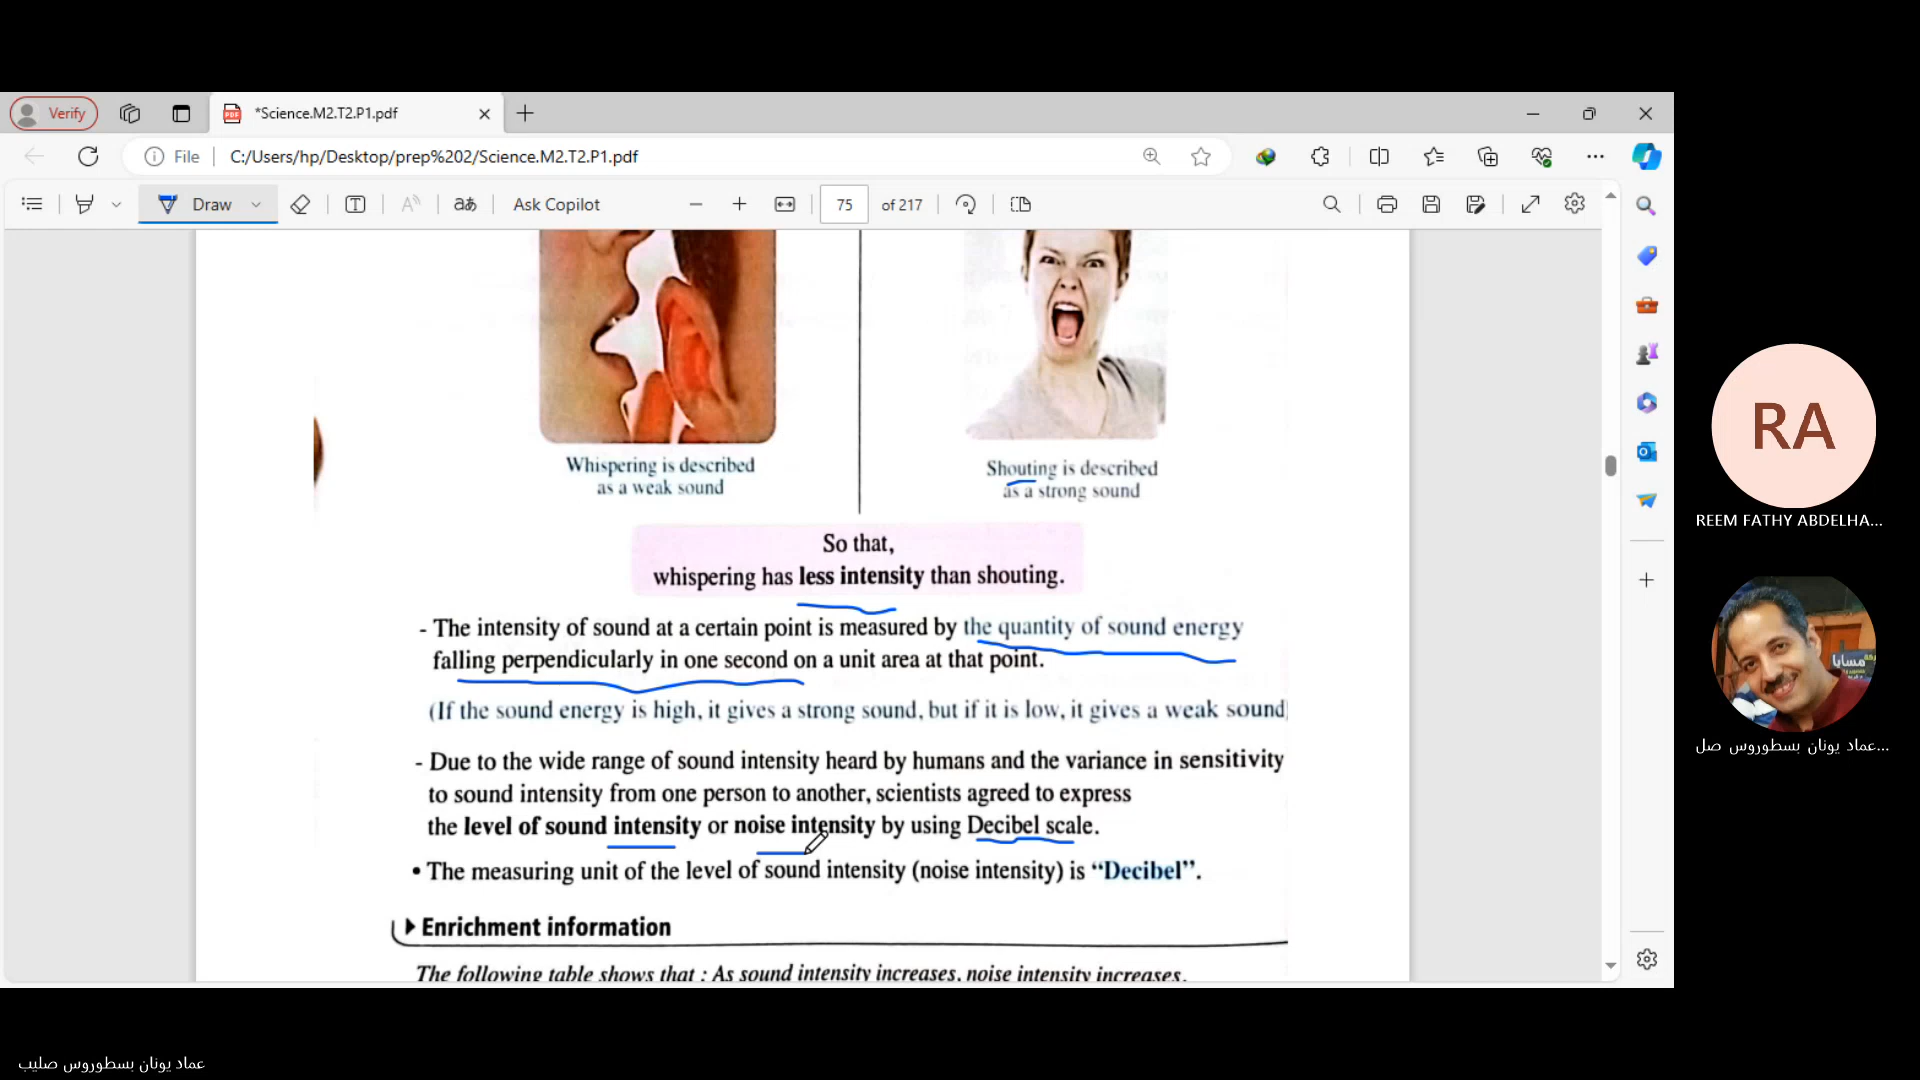 Verify
*Science.M2.T2.P1.pdf
File
C:/Users/hp/Desktop/prep%202/Science.M2.T2.P1.pdf
Draw
aあ
Ask Copilot
75
of 217
Whispering is described
as a weak sound
Shouting is described
as a strong sound
So that,
whispering has less intensity than shouting.
- The intensity of sound at a certain point is measured by the quantity of sound energy
falling perpendicularly in one second on a unit area at that point.
(If the sound energy is high, it gives a strong sound, but if it is low, it gives a weak sound
- Due to the wide range of sound intensity heard by humans and the variance in sensitivity
to sound intensity from one person to another, scientists agreed to express
the level of sound intensity or noise intensity by using Decibel scale.
• The measuring unit of the level of sound intensity (noise intensity) is “Decibel”.
Enrichment information
The following table shows that : As sound intensity increases, noise intensity increases.
RA
REEM FATHY ABDELHA...
مسابا
عماد يونان بسطوروس صل...
عماد يونان بسطوروس صليب